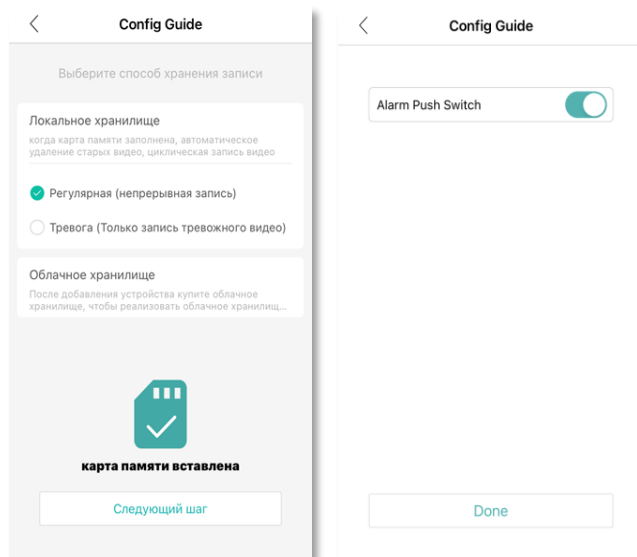 Config Guide
Выберите способ хранения записи
Локальное хранилище
когда карта памяти заполнена, автоматическое
удаление старых видео, циклическая запись видео
Регулярная (непрерывная запись)
Тревога (Только запись тревожного видео)
Облачное хранилище
После добавления устройства купите облачное
хранилище, чтобы реализовать облачное хранилищ...
карта памяти вставлена
Следующий шаг
Config Guide
Alarm Push Switch
Done